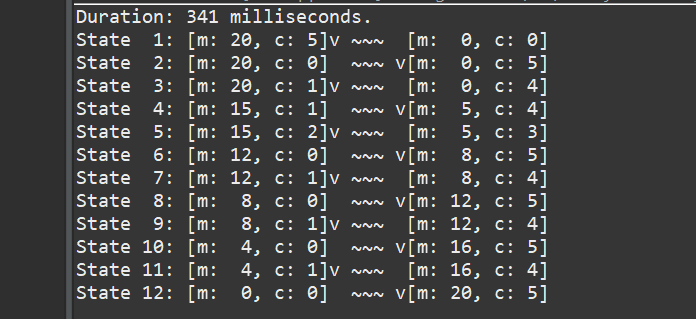 Duration: 341 milliseconds.
State  1: [m: 20, c: 5]v ~~~  [m:  0, c: 0]
State  2: [m: 20, c: 0]  ~~~ v[m:  0, c: 5]
State  3: [m: 20, c: 1]v ~~~  [m:  0, c: 4]
State  4: [m: 15, c: 1]  ~~~ v[m:  5, c: 4]
State  5: [m: 15, c: 2]v ~~~  [m:  5, c: 3]
State  6: [m: 12, c: 0]  ~~~ v[m:  8, c: 5]
State  7: [m: 12, c: 1]v ~~~  [m:  8, c: 4]
State  8: [m:  8, c: 0]  ~~~ v[m: 12, c: 5]
State  9: [m:  8, c: 1]v ~~~  [m: 12, c: 4]
State 10: [m:  4, c: 0]  ~~~ v[m: 16, c: 5]
State 11: [m:  4, c: 1]v ~~~  [m: 16, c: 4]
State 12: [m:  0, c: 0]  ~~~ v[m: 20, c: 5]